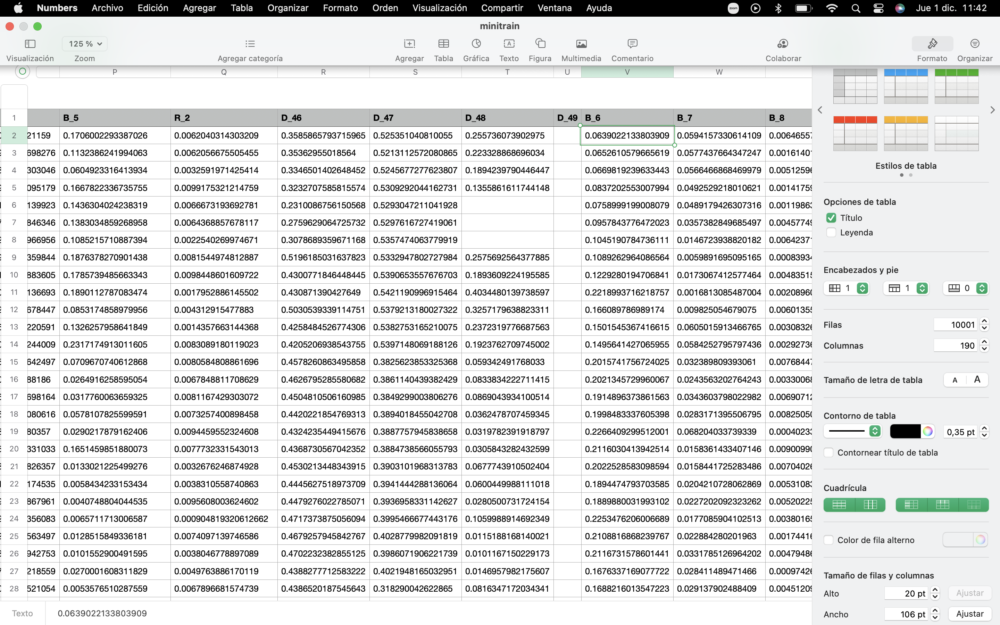 Numbers Archivo Edición Agregar Tabla Organizar Formato Orden Visualización Compartir Ventana Ayuda zoom Jue 1 dic. 11:42
minitrain
125 %
Visualización Zoom Agregar categoría Agregar Tabla Gráfica Texto Figura Multimedia Comentario Colaborar Formato Organizar
P Q R S T U V W
1 B_5 R_2 D_46 D_47 D_48 D_49 B_6 B_7 B_8
2 21159 0.1706002293387026 0.0062040314303209 0.3585865793715965 0.525351040810055 0.255736073902975 0.0639022133803909 0.0594157330614109 0.0064655
3 698276 0.1132386241994063 0.0062056675505455 0.35362955018564 0.5213112572080865 0.223328868696034 0.0652610579665619 0.0577437664347247 0.0016140
4 303046 0.0604923316413934 0.0032591971425414 0.3346501402648452 0.5245677277623807 0.1894239790446447 0.0669819239633443 0.0566466868469979 0.0051259
5 095179 0.1667822336735755 0.0099175321214759 0.3232707585815574 0.5309292044162731 0.1355861611744148 0.0837202553007994 0.0492529218010621 0.0014175
6 139923 0.1436304024238319 0.0066673193692781 0.2310086756150568 0.5293047211041928 0.0758999199008079 0.0489179426307316 0.0011986
7 846346 0.1383034859268958 0.0064368857678117 0.2759629064725732 0.5297616727419061 0.0957843776472023 0.0357382849685497 0.0045774
8 966956 0.1085215710887394 0.0022540269974671 0.3078689359671168 0.5357474063779919 0.1045190784736111 0.0146723938820182 0.0064237
9 359844 0.1876378270901438 0.0081544974812887 0.5196185031637823 0.5332947802727984 0.2575692564377885 0.1089262964086564 0.0059891695095165 0.0008393
10 883605 0.1785739485663343 0.0098448601609722 0.4300771846448445 0.5390653557676703 0.1893609224195585 0.1229280194706841 0.0173067412577464 0.0048351
11 136693 0.1890112787083474 0.0017952886145502 0.430871390427649 0.5421190996915464 0.4034480139738597 0.2218993716218757 0.0016813085487004 0.0020896
12 678447 0.0853174858979956 0.004312915477883 0.5030539339114751 0.5379213180027322 0.3257179638823311 0.166089786989174 0.009825054679075 0.0060135
13 220591 0.13262579586418​49 0.0014357663144368 0.4258484526774306 0.5382753165210075 0.2372319776687563 0.1501545367416615 0.0605015913466765 0.0030832
14 244009 0.2317174913011605 0.0083089180119023 0.4205206938543755 0.5397148069188126 0.1923762709745002 0.1495641427065955 0.0584252795797436 0.0029273
15 642497 0.0709670740612868 0.0080584808861696 0.4578260863495858 0.3825623853325368 0.059342491768033 0.2015741756724025 0.032389809393061 0.0076844
16 88186 0.0264916258595054 0.0067848811708629 0.4626795285580682 0.3861140439382429 0.0833834222711415 0.2021345729960067 0.0243563202764243 0.0033006
17 698164 0.0317760063659325 0.0081167429303072 0.4504810506160985 0.3849299003806276 0.0869043934100514 0.1914896373861563 0.0343603798022982 0.0069071
18 080616 0.0578107825599591 0.0073257400898458 0.4420221854769313 0.3894018455042708 0.0362478707459345 0.1998483337605398 0.0283171395506795 0.0082505
19 80357 0.0290217879162406 0.0094459552324608 0.4324235449415676 0.3887757945838658 0.0319782391918797 0.2266409299512001 0.068204033739339 0.0004023
20 331033 0.1651459851880073 0.0077732331543013 0.4368730567042352 0.3884738566055793 0.0305843282432599 0.2116030413942514 0.0158361433407146 0.0090099
21 826357 0.0133021225499276 0.0032676246874928 0.4530213448343915 0.3903101968313783 0.0677743910502404 0.2022528583098594 0.0158441725283486 0.0070402
22 174535 0.0058434233153434 0.0038310558740863 0.4445627518973709 0.3941444288136064 0.0600449988111018 0.1894474793703585 0.0204210728062869 0.0053108
23 867961 0.0040748804044535 0.0095608003624602 0.4479276022785071 0.3936958331142627 0.0280500731724154 0.1889880031993102 0.0227202092323262 0.0052022
24 356083 0.0065711713006587 0.000904819320612662 0.4717373875056094 0.3995466677443176 0.1059988914692349 0.2253476206006689 0.0177085904102513 0.0038016
25 563497 0.0128515849336181 0.0074097139746586 0.4679257945842767 0.4028779982091819 0.0115188168140021 0.2108816868239767 0.022884280201963 0.0017441
26 942753 0.0101552900491595 0.0038046778897089 0.4702232382855125 0.3986071906221739 0.0101167150229173 0.2116731578601441 0.0331785126964202 0.0047948
27 218559 0.0270001608311829 0.0049763886170119 0.4388277712583222 0.4021948165032951 0.0146957982175607 0.1676337169077722 0.028411489471466 0.0009742
28 521054 0.0053576510287559 0.0067896681574739 0.4386520187545643 0.318290042622865 0.0816347172034341 0.1688216013547223 0.029137902488409 0.0045120
Texto 0.0639022133803909
Estilos de tabla
Opciones de tabla
Título
Leyenda
Encabezados y pie
1 1 0
Filas 10001
Columnas 190
Tamaño de letra de tabla A A
Contorno de tabla
0,35 pt
Contornear título de tabla
Cuadrícula
Color de fila alterno
Tamaño de filas y columnas
Alto 20 pt Ajustar
Ancho 106 pt Ajustar